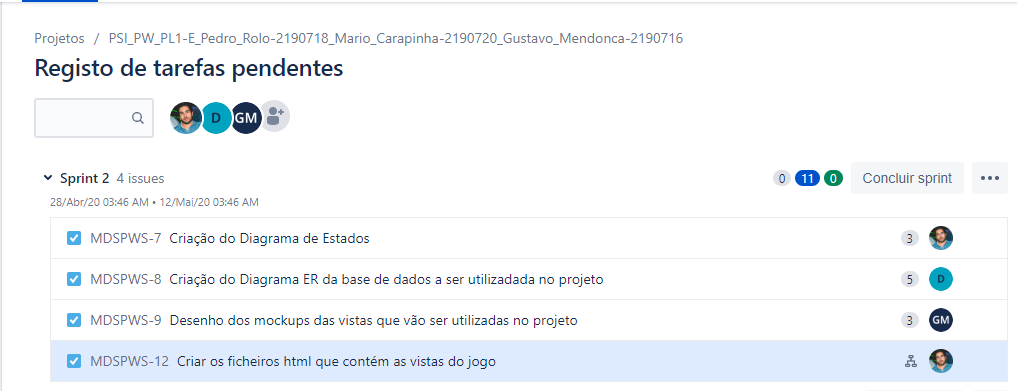 Projetos / PSI_PW_PL1-E_Pedro_Rolo-2190718_Mario_Carapinha-2190720_Gustavo_Mendonca-2190716
Registo de tarefas pendentes
D GM
Sprint 2 4 issues 0 11 0 Concluir sprint
28/Abr/20 03:46 AM • 12/Mai/20 03:46 AM
MDSPWS-7 Criação do Diagrama de Estados 3
MDSPWS-8 Criação do Diagrama ER da base de dados a ser utilizadada no projeto 5 D
MDSPWS-9 Desenho dos mockups das vistas que vão ser utilizadas no projeto 3 GM
MDSPWS-12 Criar os ficheiros html que contém as vistas do jogo